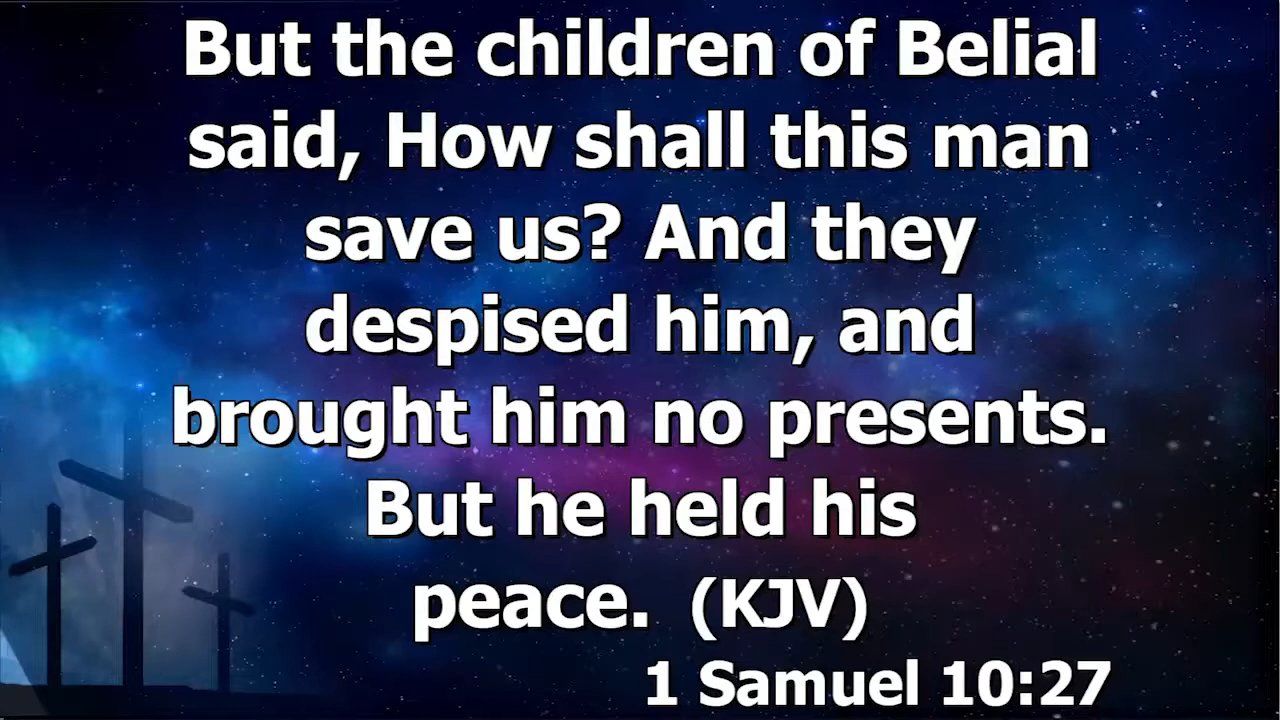 But the children of Belial
said, How shall this man
save us? And they
despised him, and
brought him no presents.
But he held his
peace.  (KJV)
1 Samuel 10:27